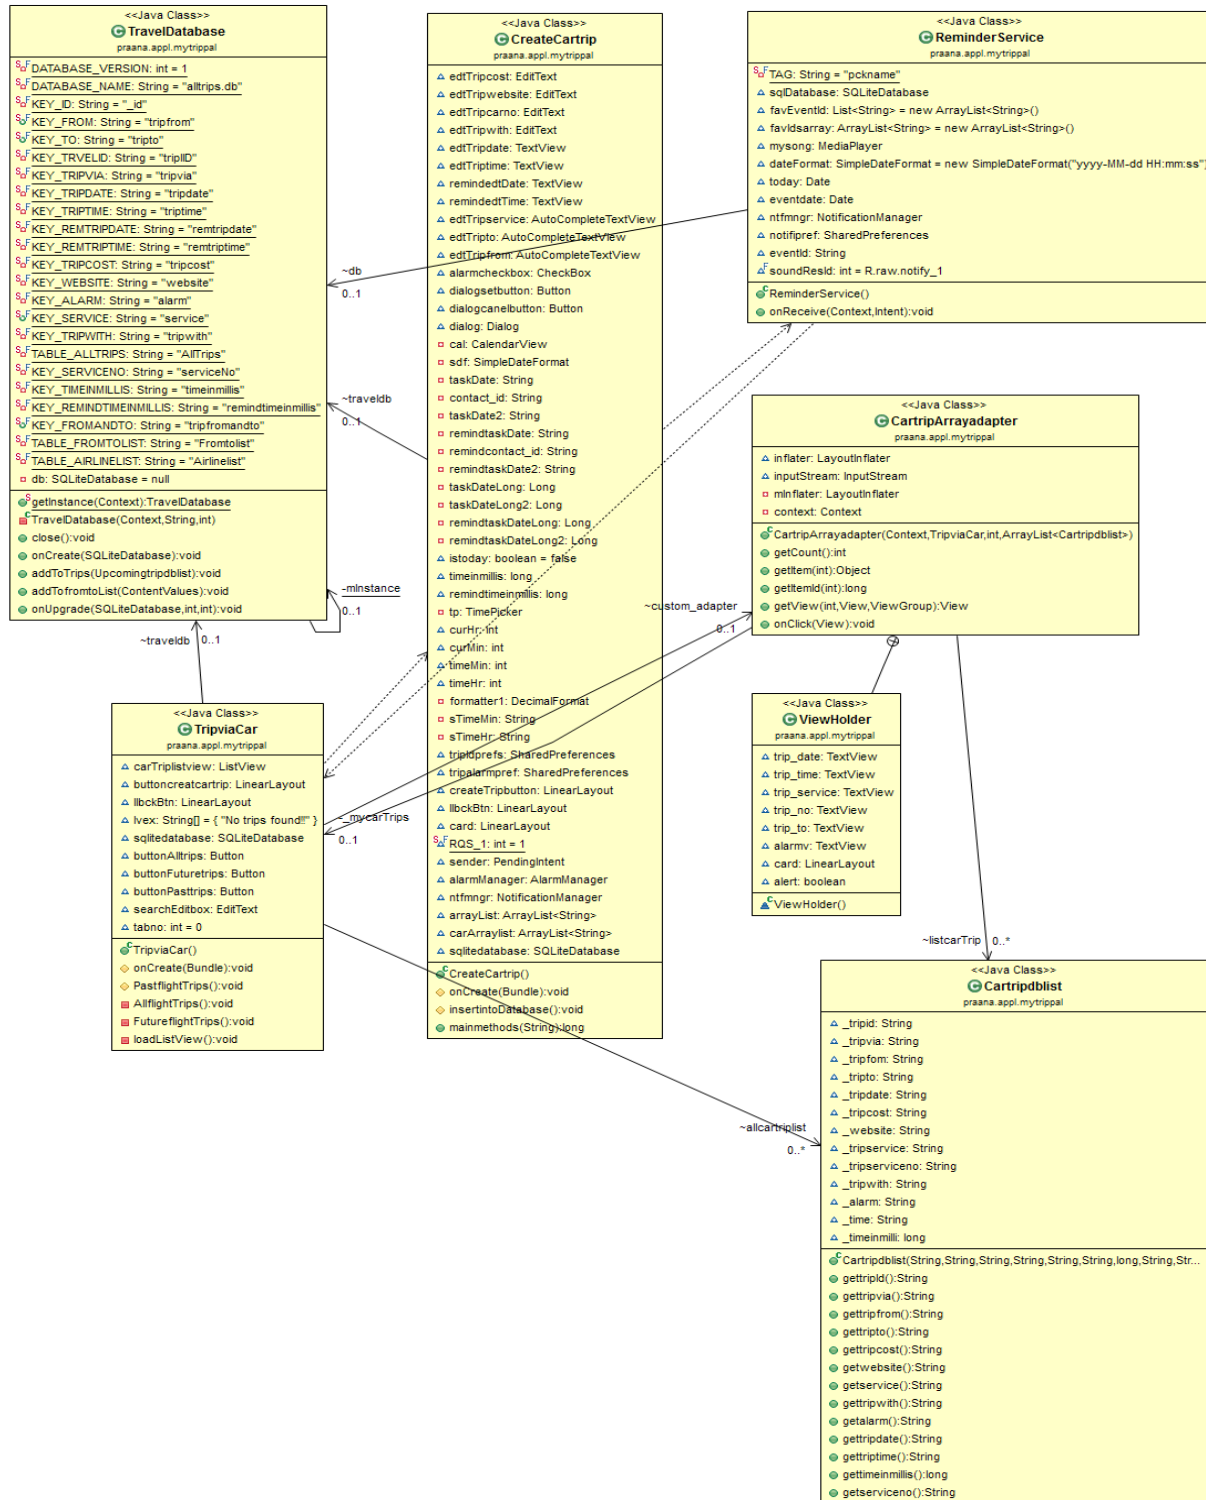 <<Java Class>>
TravelDatabase
praana.appl.mytrippal
DATABASE_VERSION: int = 1
DATABASE_NAME: String = "alltrips.db"
KEY_ID: String = "_id"
KEY_FROM: String = "tripfrom"
KEY_TO: String = "tripto"
KEY_TRVELID: String = "tripID"
KEY_TRIPVIA: String = "tripvia"
KEY_TRIPDATE: String = "tripdate"
KEY_TRIPTIME: String = "triptime"
KEY_REMTRIPDATE: String = "remtripdate"
KEY_REMTRIPTIME: String = "remtriptime"
KEY_TRIPCOST: String = "tripcost"
KEY_WEBSITE: String = "website"
KEY_ALARM: String = "alarm"
KEY_SERVICE: String = "service"
KEY_TRIPWITH: String = "tripwith"
TABLE_ALLTRIPS: String = "AllTrips"
KEY_SERVICENO: String = "serviceNo"
KEY_TIMEINMILLIS: String = "timeinmillis"
KEY_REMINDTIMEINMILLIS: String = "remindtimeinmillis"
KEY_FROMANDTO: String = "tripfromandto"
TABLE_FROMTOLIST: String = "Fromtolist"
TABLE_AIRLINELIST: String = "Airlinelist"
db: SQLiteDatabase = null
getInstance(Context):TravelDatabase
TravelDatabase(Context,String,int)
close():void
onCreate(SQLiteDatabase):void
addToTrips(Upcomingtripdblist):void
addTofromtoList(ContentValues):void
onUpgrade(SQLiteDatabase,int,int):void
<<Java Class>>
CreateCartrip
praana.appl.mytrippal
edtTripcost: EditText
edtTripwebsite: EditText
edtTripcarno: EditText
edtTripwith: EditText
edtTripdate: TextView
edtTriptime: TextView
remindedtDate: TextView
remindedtTime: TextView
edtTripservice: AutoCompleteTextView
edtTripto: AutoCompleteTextView
edtTripfrom: AutoCompleteTextView
alarmcheckbox: CheckBox
dialogsetbutton: Button
dialogcanelbutton: Button
dialog: Dialog
cal: CalendarView
sdf: SimpleDateFormat
taskDate: String
contact_id: String
taskDate2: String
remindtaskDate: String
remindcontact_id: String
remindtaskDate2: String
taskDateLong: Long
taskDateLong2: Long
remindtaskDateLong: Long
remindtaskDateLong2: Long
istoday: boolean = false
timeinmillis: long
remindtimeinmillis: long
tp: TimePicker
curHr: int
curMin: int
timeMin: int
timeHr: int
formatter1: DecimalFormat
sTimeMin: String
sTimeHr: String
tripIdprefs: SharedPreferences
tripalarmpref: SharedPreferences
createTripbutton: LinearLayout
llbckBtn: LinearLayout
card: LinearLayout
RQS_1: int = 1
sender: PendingIntent
alarmManager: AlarmManager
ntfmngr: NotificationManager
arrayList: ArrayList<String>
carArraylist: ArrayList<String>
sqlitedatabase: SQLiteDatabase
CreateCartrip()
onCreate(Bundle):void
insertintoDatabase():void
mainmethods(String):long
<<Java Class>>
ReminderService
praana.appl.mytrippal
TAG: String = "pckname"
sqlDatabase: SQLiteDatabase
favEventId: List<String> = new ArrayList<String>()
favIdsarray: ArrayList<String> = new ArrayList<String>()
mysong: MediaPlayer
dateFormat: SimpleDateFormat = new SimpleDateFormat("yyyy-MM-dd HH:mm:ss")
today: Date
eventdate: Date
ntfmngr: NotificationManager
notifipref: SharedPreferences
eventId: String
soundResId: int = R.raw.notify_1
ReminderService()
onReceive(Context,Intent):void
~db
0..1
~traveldb
0..1
-mInstance
0..1
~traveldb
0..1
~custom_adapter
0..1
-_mycarTrips
0..1
<<Java Class>>
CartripArrayadapter
praana.appl.mytrippal
inflater: LayoutInflater
inputStream: InputStream
mInflater: LayoutInflater
context: Context
CartripArrayadapter(Context,TripviaCar,int,ArrayList<Cartripdblist>)
getCount():int
getItem(int):Object
getItemId(int):long
getView(int,View,ViewGroup):View
onClick(View):void
<<Java Class>>
TripviaCar
praana.appl.mytrippal
carTriplistview: ListView
buttoncreatcartrip: LinearLayout
llbckBtn: LinearLayout
lvex: String[] = { "No trips found!!" }
sqlitedatabase: SQLiteDatabase
buttonAlltrips: Button
buttonFuturetrips: Button
buttonPasttrips: Button
searchEditbox: EditText
tabno: int = 0
TripviaCar()
onCreate(Bundle):void
PastflightTrips():void
AllflightTrips():void
FutureflightTrips():void
loadListView():void
<<Java Class>>
ViewHolder
praana.appl.mytrippal
trip_date: TextView
trip_time: TextView
trip_service: TextView
trip_no: TextView
trip_to: TextView
alarmv: TextView
card: LinearLayout
alert: boolean
ViewHolder()
~listcarTrip
0..*
~allcartriplist
0..*
<<Java Class>>
Cartripdblist
praana.appl.mytrippal
_tripid: String
_tripvia: String
_tripfom: String
_tripto: String
_tripdate: String
_tripcost: String
_website: String
_tripservice: String
_tripserviceno: String
_tripwith: String
_alarm: String
_time: String
_timeinmilli: long
Cartripdblist(String,String,String,String,String,String,long,String,Str...
gettripId():String
gettripvia():String
gettripfrom():String
gettripto():String
gettripcost():String
getwebsite():String
getservice():String
gettripwith():String
getalarm():String
gettripdate():String
gettriptime():String
gettimeinmillis():long
getserviceno():String